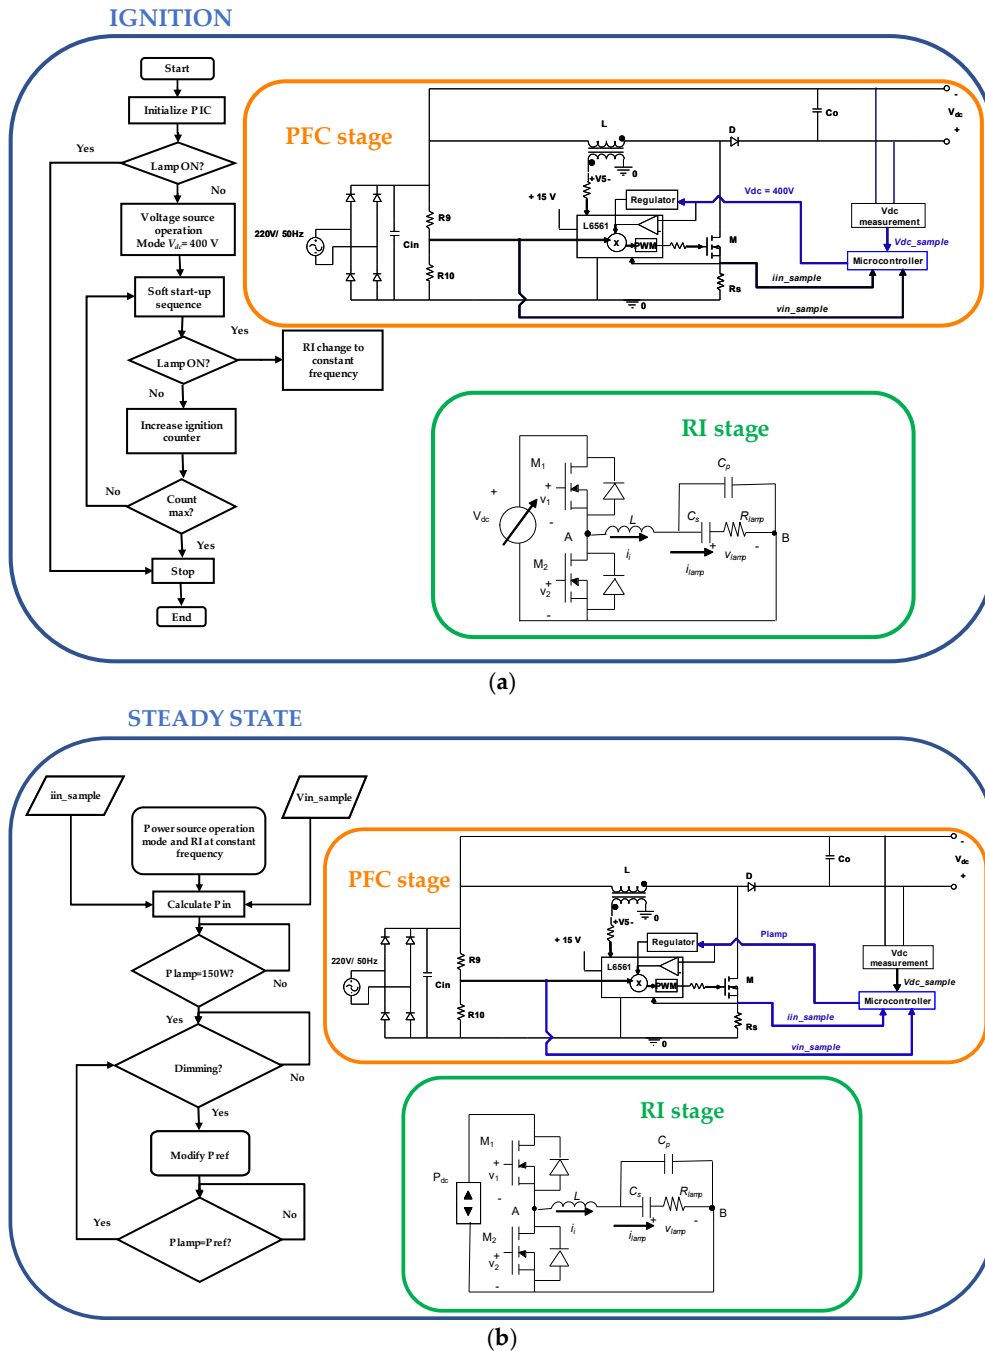 IGNITION
Start
Initialize PIC
Yes
Lamp ON?
No
Voltage source
operation
Mode Vdc= 400 V
Soft start-up
sequence
Yes
Lamp ON?
RI change to
constant
frequency
No
Increase ignition
counter
No
Count
max?
Yes
Stop
End
PFC stage
L
D
Co
-
Vdc
+
+V5-
0
+ 15 V
Regulator
Vdc = 400V
Vdc
measurement
L6561
R9
220V/ 50Hz
Cin
X
PWM
M
Vdc_sample
Microcontroller
R10
Rs
iin_sample
0
vin_sample
RI stage
M1
Cp
+
v1
Vdc
-
A
L
Cs
Rlamp
B
ii
+
vlamp
-
M2
ilamp
+
v2
-
(a)
STEADY STATE
iin_sample
Vin_sample
Power source operation
mode and RI at constant
frequency
Calculate Pin
Plamp=150W?
No
Yes
Dimming?
No
Yes
Modify Pref
No
Yes
Plamp=Pref?
PFC stage
L
D
Co
-
Vdc
+
+V5-
0
+ 15 V
Regulator
Plamp
Vdc
measurement
L6561
R9
220V/ 50Hz
Cin
X
PWM
M
Vdc_sample
Microcontroller
R10
Rs
iin_sample
0
vin_sample
RI stage
M1
Cp
+
v1
Pdc
-
A
L
Cs
Rlamp
B
ii
+
vlamp
-
M2
ilamp
+
v2
-
(b)